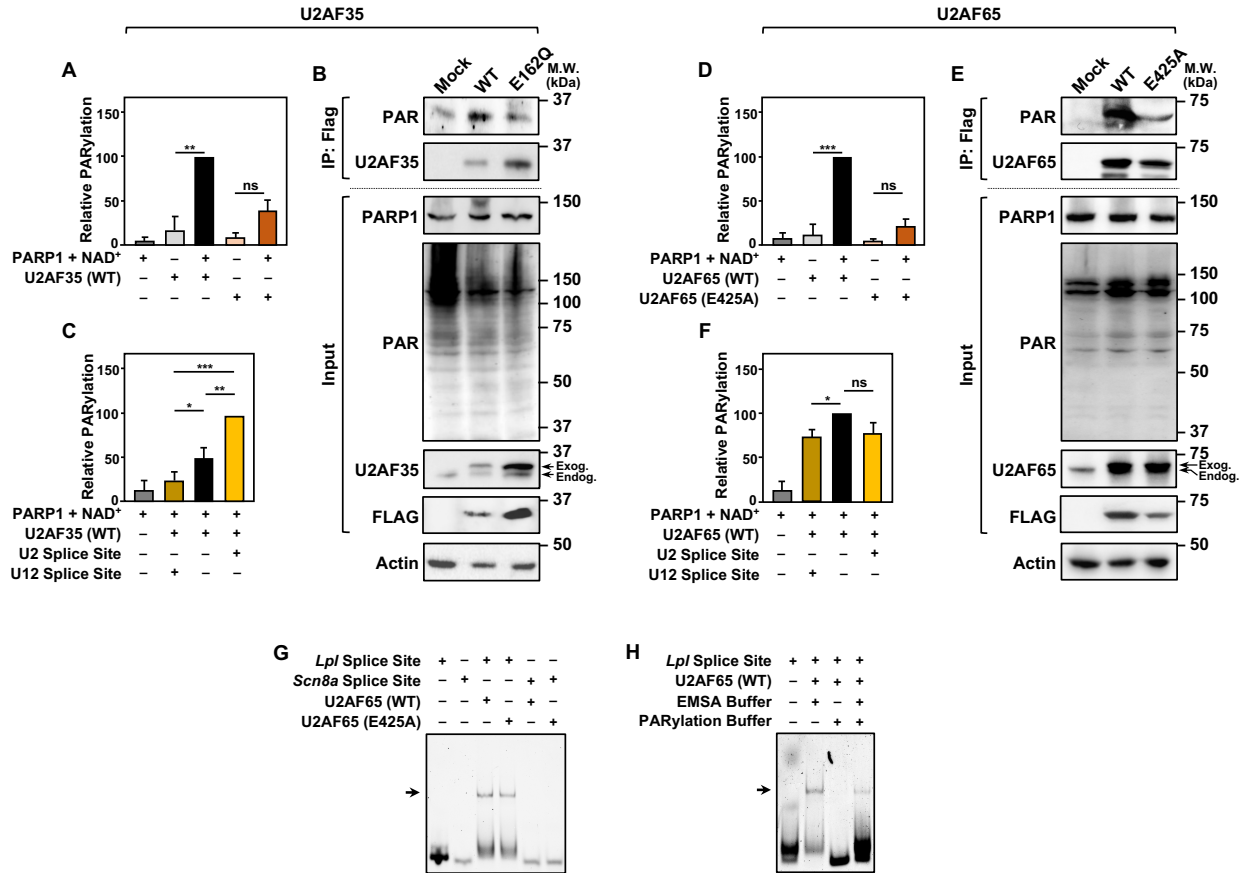 U2AF35
U2AF65
A
Relative PARylation
150
100
50
0
**
ns
PARP1 + NAD⁺ + – + – +
U2AF35 (WT) – + + – –
– – – + +
B
Mock WT E162Q M.W. (kDa)
IP: Flag
PAR 37
U2AF35 37
Input
PARP1 150
PAR 150
100
75
50
37
U2AF35 37
Exog.
Endog.
FLAG 37
Actin 50
C
Relative PARylation
150
100
50
0
***
*
**
PARP1 + NAD⁺ + + + +
U2AF35 (WT) – + + +
U2 Splice Site – – – +
U12 Splice Site – + – –
D
Relative PARylation
150
100
50
0
***
ns
PARP1 + NAD⁺ + – + – +
U2AF65 (WT) – + + – –
U2AF65 (E425A) – – – + +
E
Mock WT E425A M.W. (kDa)
IP: Flag
PAR 75
U2AF65 75
Input
PARP1 150
PAR 150
100
75
50
37
U2AF65 75
Exog.
Endog.
FLAG 75
Actin 50
F
Relative PARylation
150
100
50
0
*
ns
PARP1 + NAD⁺ + + + +
U2AF65 (WT) – + + +
U2 Splice Site – – – +
U12 Splice Site – + – –
G
Lpl Splice Site + – + + – –
Scn8a Splice Site – + – – + +
U2AF65 (WT) – – + – + –
U2AF65 (E425A) – – – + – +
H
Lpl Splice Site + + + +
U2AF65 (WT) – + + +
EMSA Buffer – + – +
PARylation Buffer – – + +